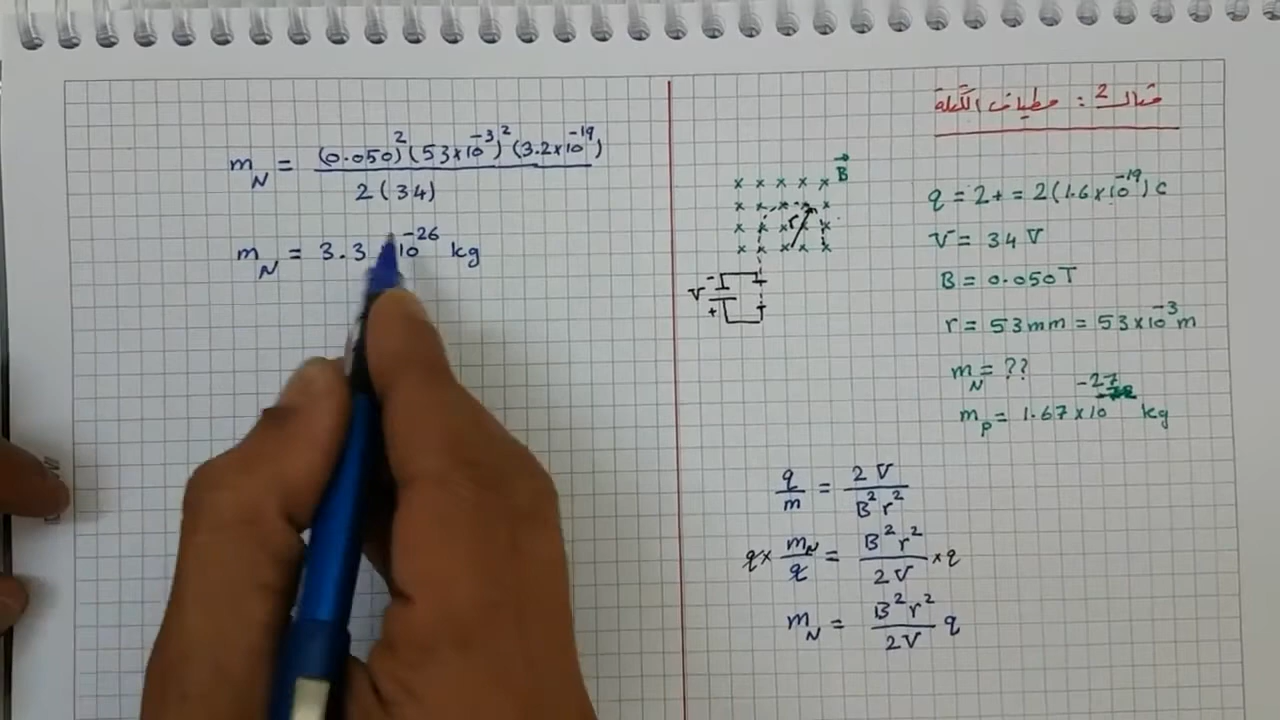 مثال 2 : مطياف الكتلة
q = 2+ = 2(1.6×10⁻¹⁹) C
V = 34 V
B = 0.050 T
r = 53 mm = 53×10⁻³ m
m_N = ??
m_p = 1.67×10⁻²⁷ kg
B⃗
× × × × ×
× × × × ×
× × r × ×
× × × × ×
V - +
q/m = 2V / B²r²
q × m_N/q = B²r²/2V × q
m_N = B²r²/2V q
m_N = (0.050)²(53×10⁻³)²(3.2×10⁻¹⁹) / 2(34)
m_N = 3.3 10⁻²⁶ kg